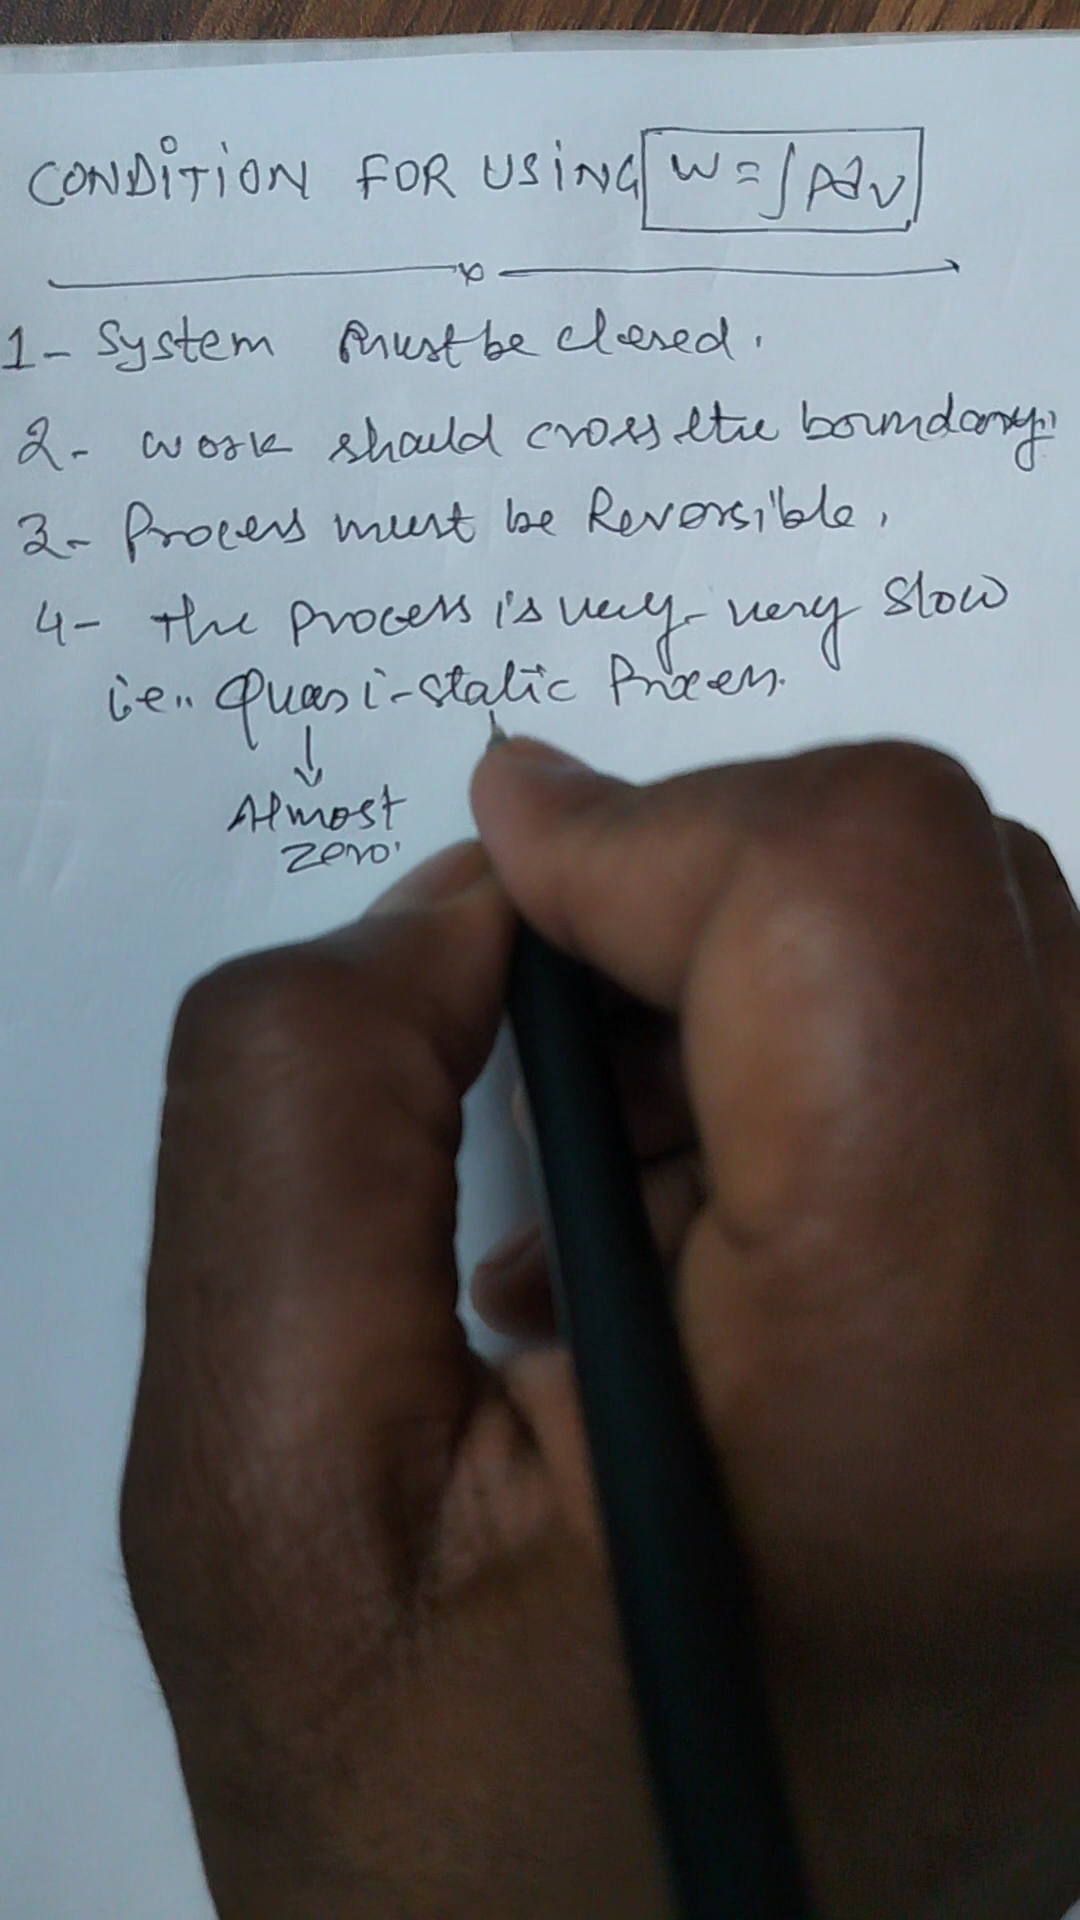 CONDITION FOR USING W = ∫PdV
1- System must be closed.
2- Work should cross the boundary.
3- Process must be Reversible.
4- the process is very-very slow
i.e.. Quasi-static Process.
↓
Almost
zero.